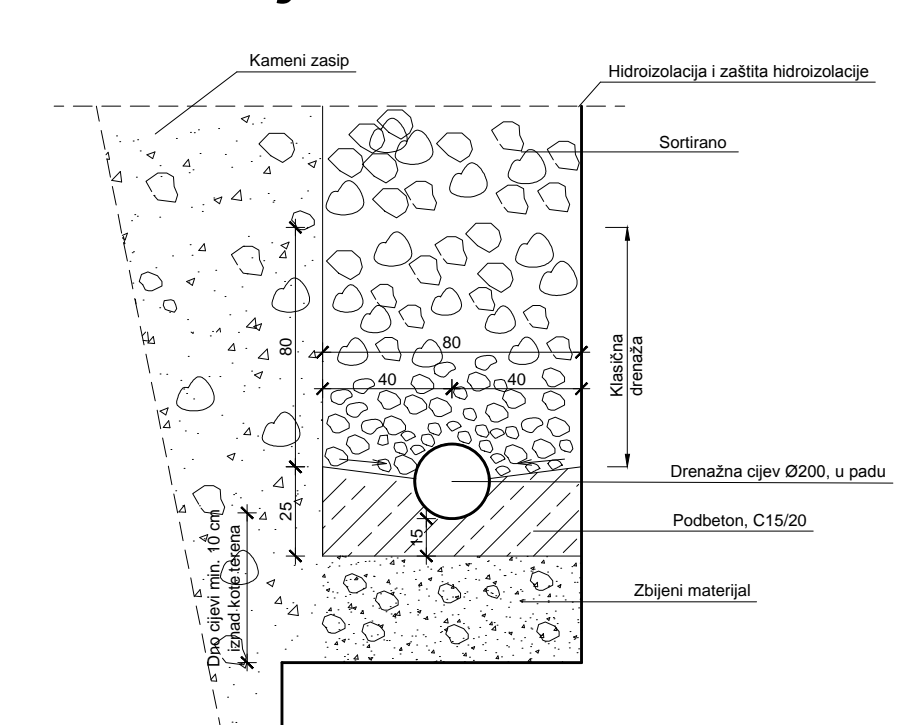 Kameni zasip
Hidroizolacija i zaštita hidroizolacije
Sortirano
80
80
40
40
Klasična
drenaža
Drenažna cijev Ø200, u padu
25
Podbeton, C15/20
15
Dno cijevi min. 10 cm
iznad kote terena
Zbijeni materijal